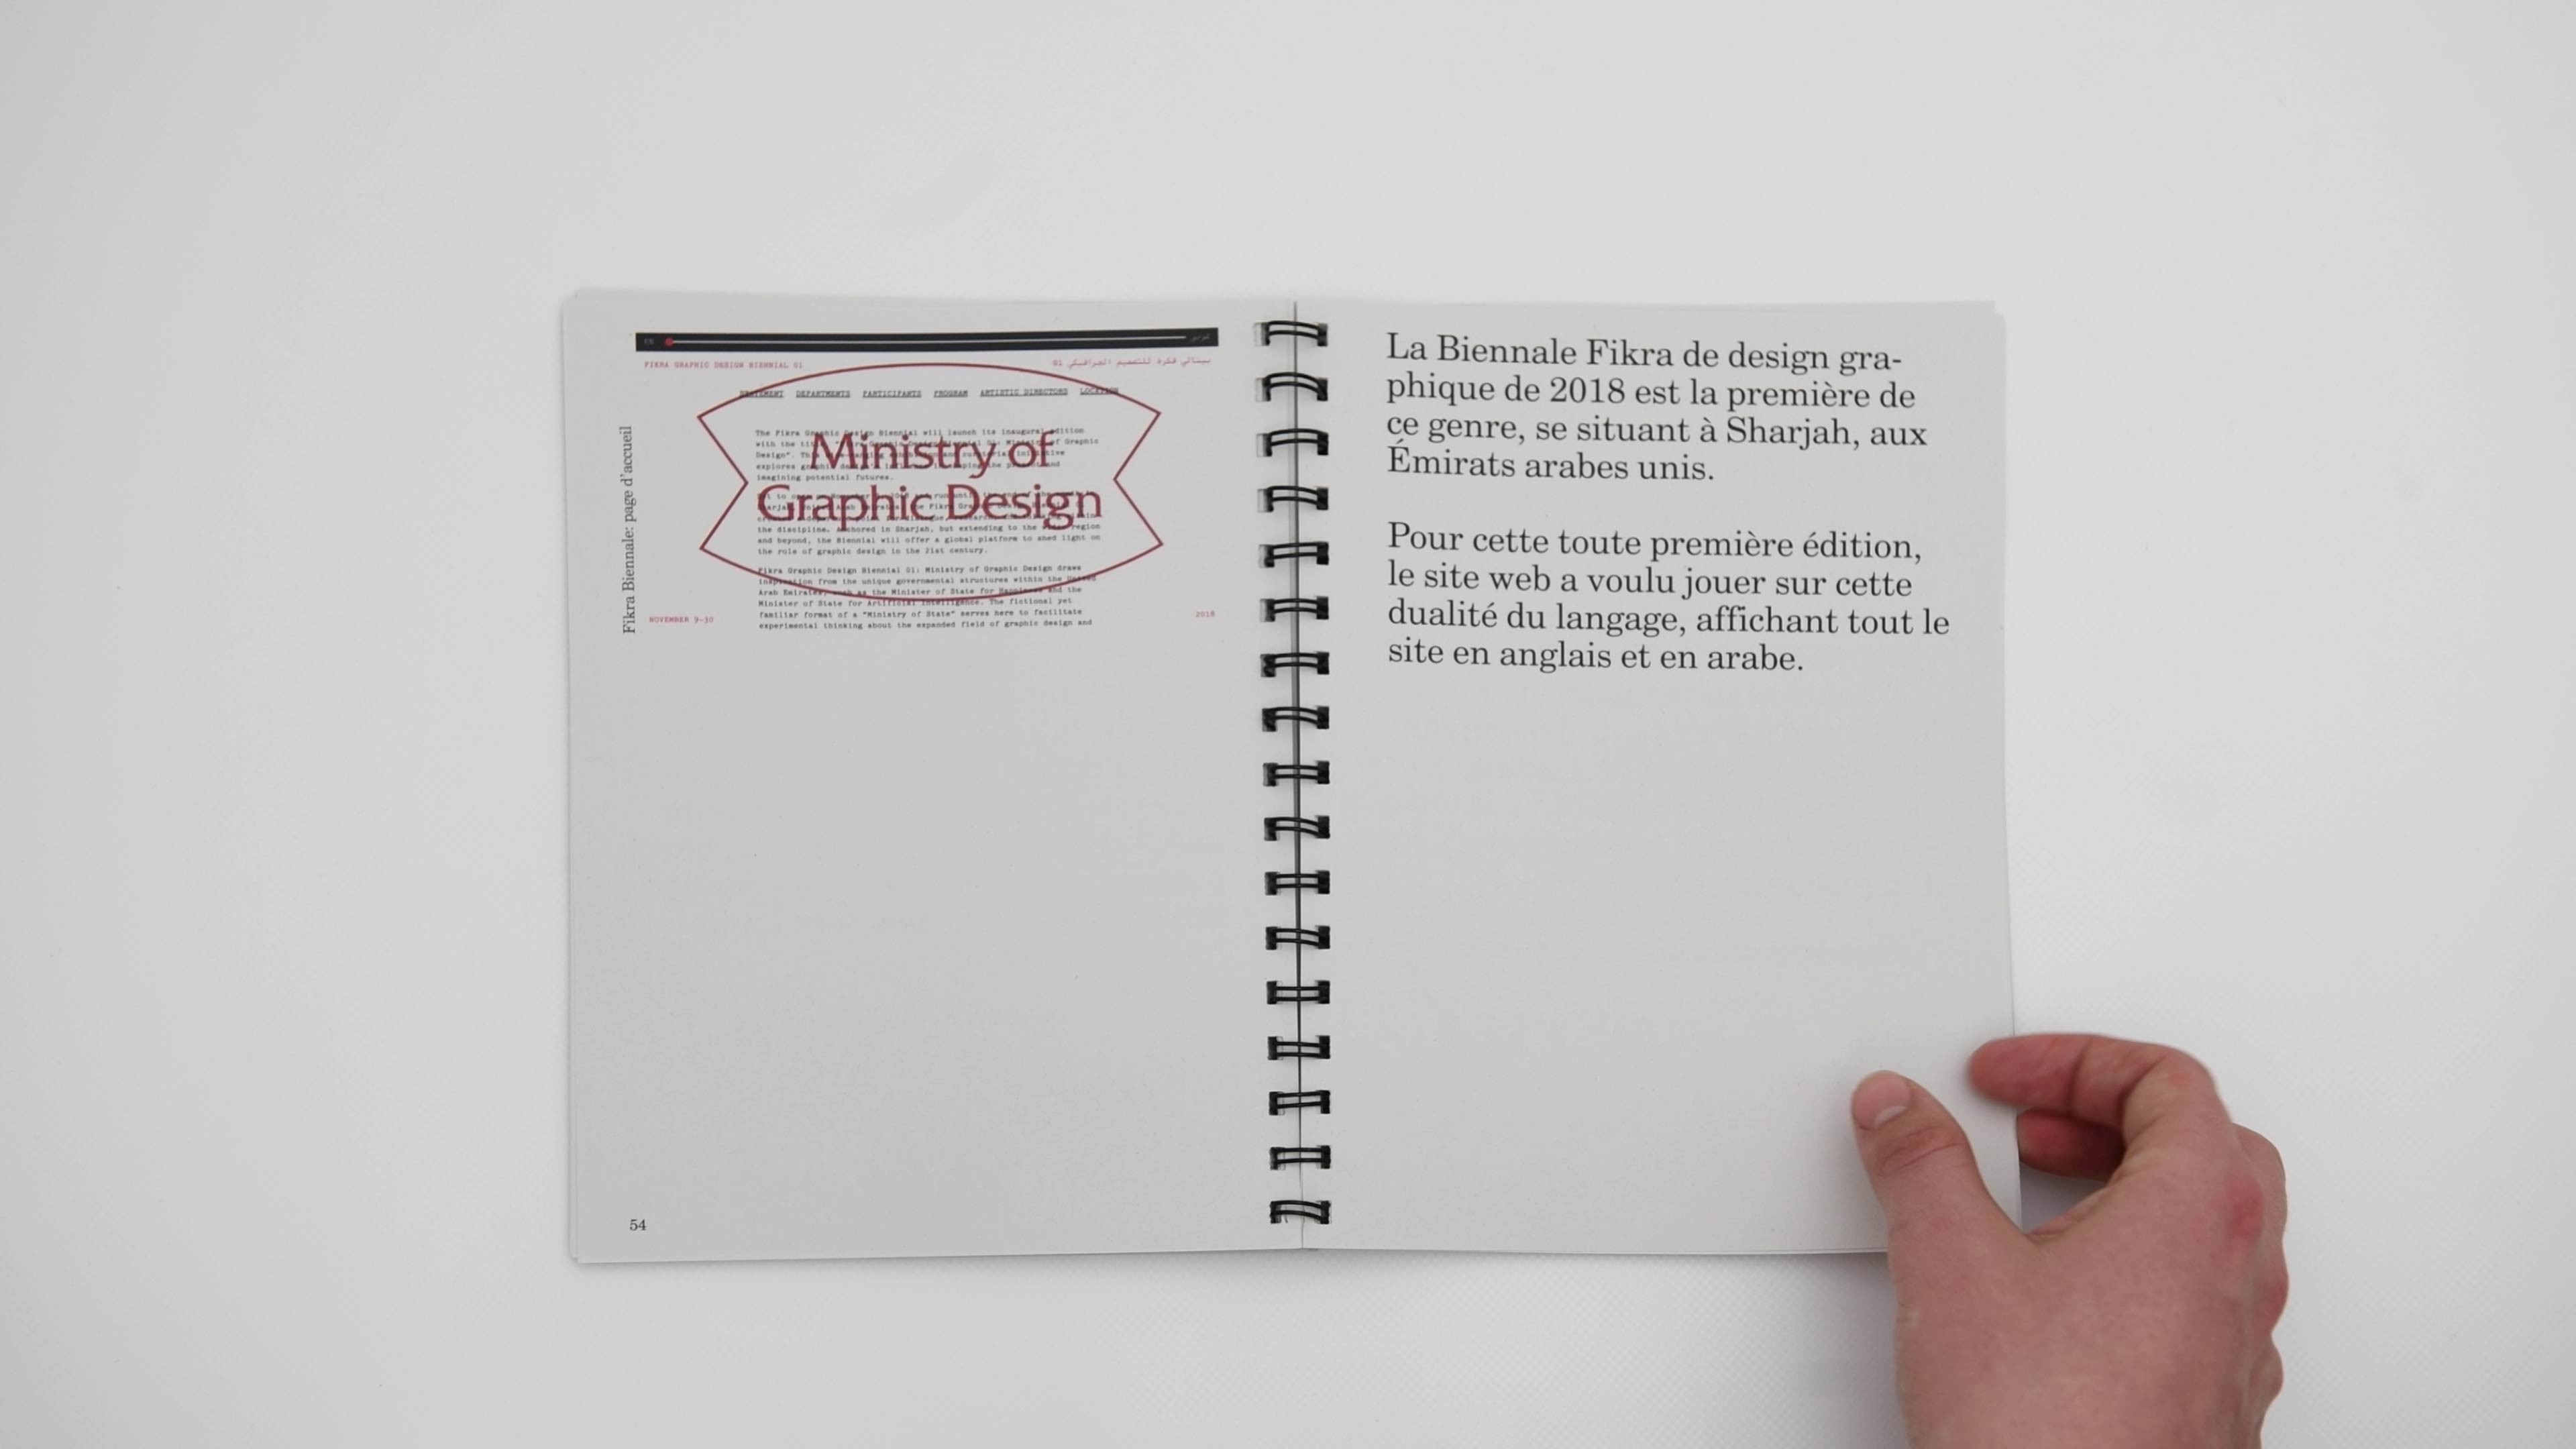 EN
عربي
FIKRA GRAPHIC DESIGN BIENNIAL 01
بينالي فكرة للتصميم الجرافيكي 01
STATEMENT DEPARTMENTS PARTICIPANTS PROGRAM ARTISTIC DIRECTORS LOCATION
Ministry of
Graphic Design
The Fikra Graphic Design Biennial will launch its inaugural edition
with the title of Graphic
Design".
explores graphic and
imagining potential futures.
the discipline. Anchored in Sharjah, but extending to the region
and beyond, the Biennial will offer a global platform to shed light on
the role of graphic design in the 21st century.
Fikra Graphic Design Biennial 01: Ministry of Graphic Design draws
inspiration from the unique governmental structures within the United
Arab Emirates, such as the Minister of State for Happiness and the
Minister of State for Artificial Intelligence. The fictional yet
familiar format of a "Ministry of State" serves here to facilitate
experimental thinking about the expanded field of graphic design and
NOVEMBER 9–30
2018
Fikra Biennale: page d'accueil
54
La Biennale Fikra de design gra-
phique de 2018 est la première de
ce genre, se situant à Sharjah, aux
Émirats arabes unis.
Pour cette toute première édition,
le site web a voulu jouer sur cette
dualité du langage, affichant tout le
site en anglais et en arabe.